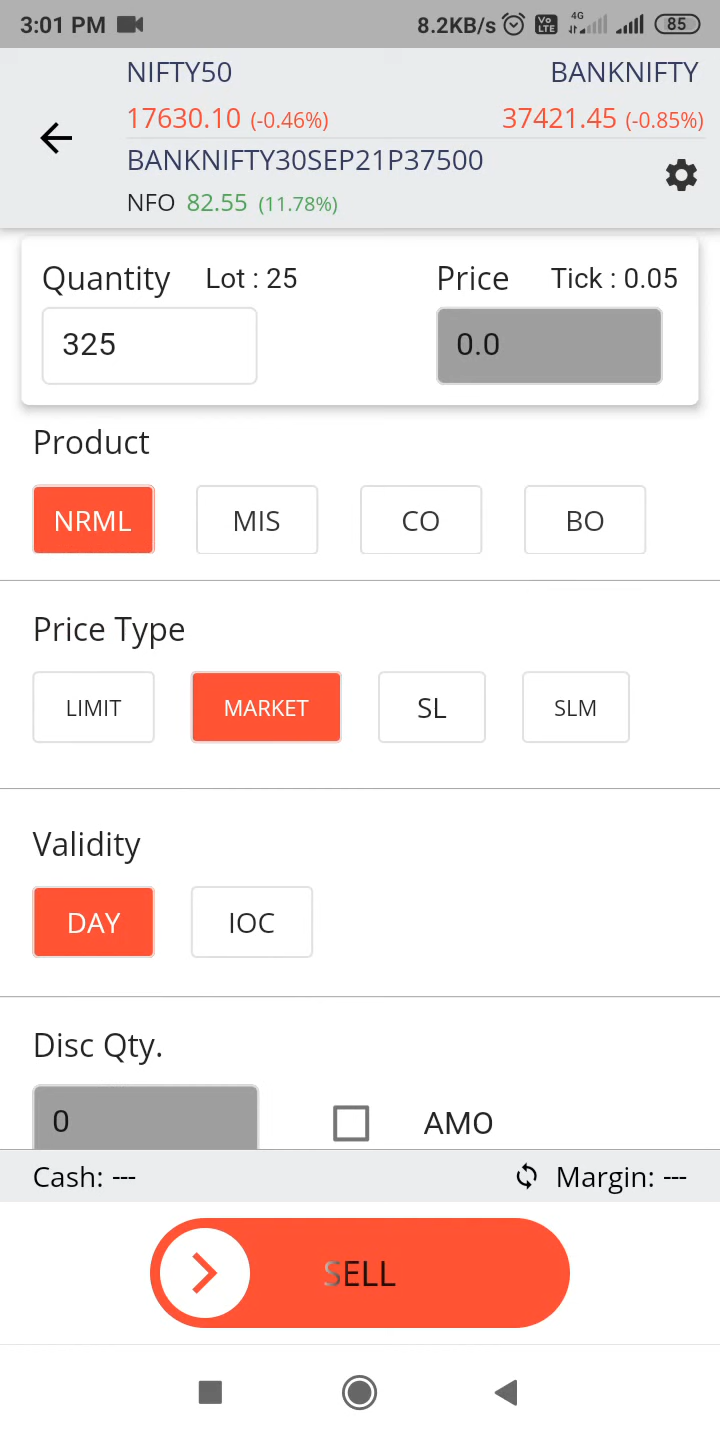 3:01 PM 8.2KB/s Vo LTE 4G 85
NIFTY50 BANKNIFTY
17630.10 (-0.46%) 37421.45 (-0.85%)
BANKNIFTY30SEP21P37500
NFO 82.55 (11.78%)
Quantity Lot : 25 Price Tick : 0.05
325 0.0
Product
NRML MIS CO BO
Price Type
LIMIT MARKET SL SLM
Validity
DAY IOC
Disc Qty.
0 AMO
Cash: --- Margin: ---
SELL